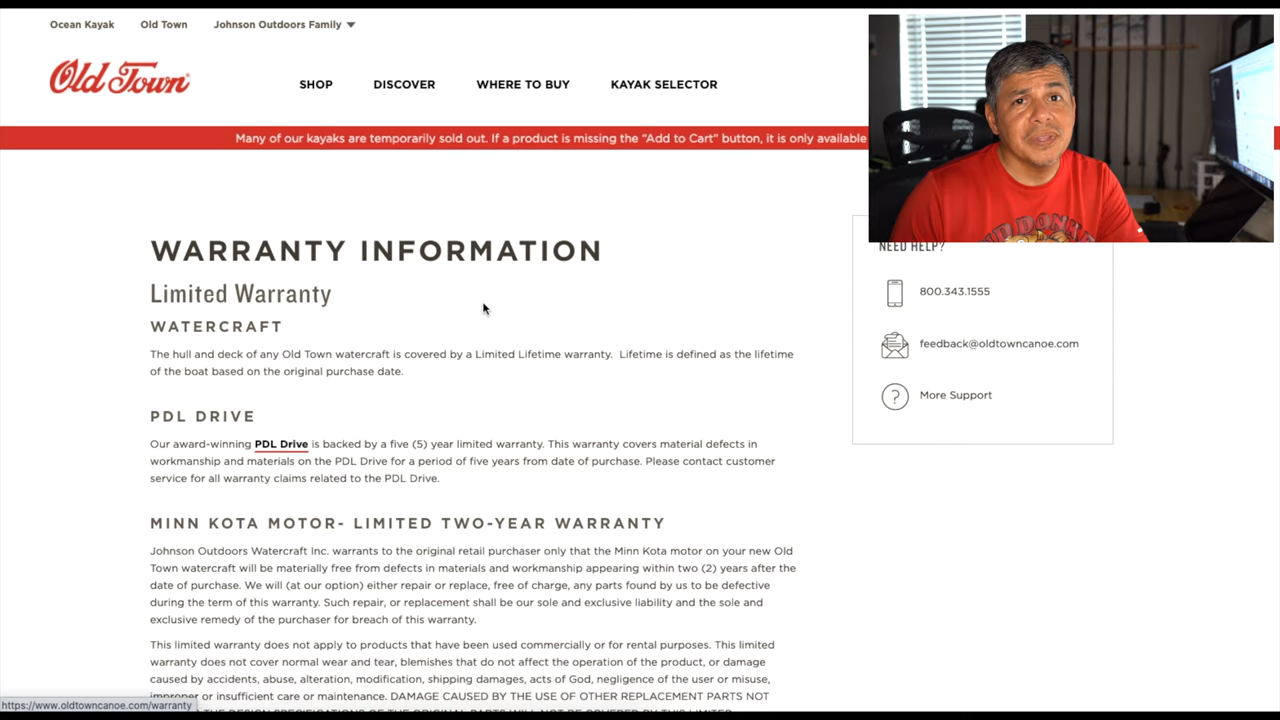 Ocean Kayak Old Town Johnson Outdoors Family
Old Town
SHOP DISCOVER WHERE TO BUY KAYAK SELECTOR
Many of our kayaks are temporarily sold out. If a product is missing the “Add to Cart” button, it is only available
WARRANTY INFORMATION
Limited Warranty
WATERCRAFT
The hull and deck of any Old Town watercraft is covered by a Limited Lifetime warranty. Lifetime is defined as the lifetime
of the boat based on the original purchase date.
PDL DRIVE
Our award-winning PDL Drive is backed by a five (5) year limited warranty. This warranty covers material defects in
workmanship and materials on the PDL Drive for a period of five years from date of purchase. Please contact customer
service for all warranty claims related to the PDL Drive.
MINN KOTA MOTOR- LIMITED TWO-YEAR WARRANTY
Johnson Outdoors Watercraft Inc. warrants to the original retail purchaser only that the Minn Kota motor on your new Old
Town watercraft will be materially free from defects in materials and workmanship appearing within two (2) years after the
date of purchase. We will (at our option) either repair or replace, free of charge, any parts found by us to be defective
during the term of this warranty. Such repair, or replacement shall be our sole and exclusive liability and the sole and
exclusive remedy of the purchaser for breach of this warranty.
This limited warranty does not apply to products that have been used commercially or for rental purposes. This limited
warranty does not cover normal wear and tear, blemishes that do not affect the operation of the product, or damage
caused by accidents, abuse, alteration, modification, shipping damages, acts of God, negligence of the user or misuse,
improper or insufficient care or maintenance. DAMAGE CAUSED BY THE USE OF OTHER REPLACEMENT PARTS NOT
THE DESIGN SPECIFICATIONS OF THE ORIGINAL PARTS WILL NOT BE COVERED BY THIS LIMITED
https://www.oldtowncanoe.com/warranty
NEED HELP?
800.343.1555
feedback@oldtowncanoe.com
? More Support